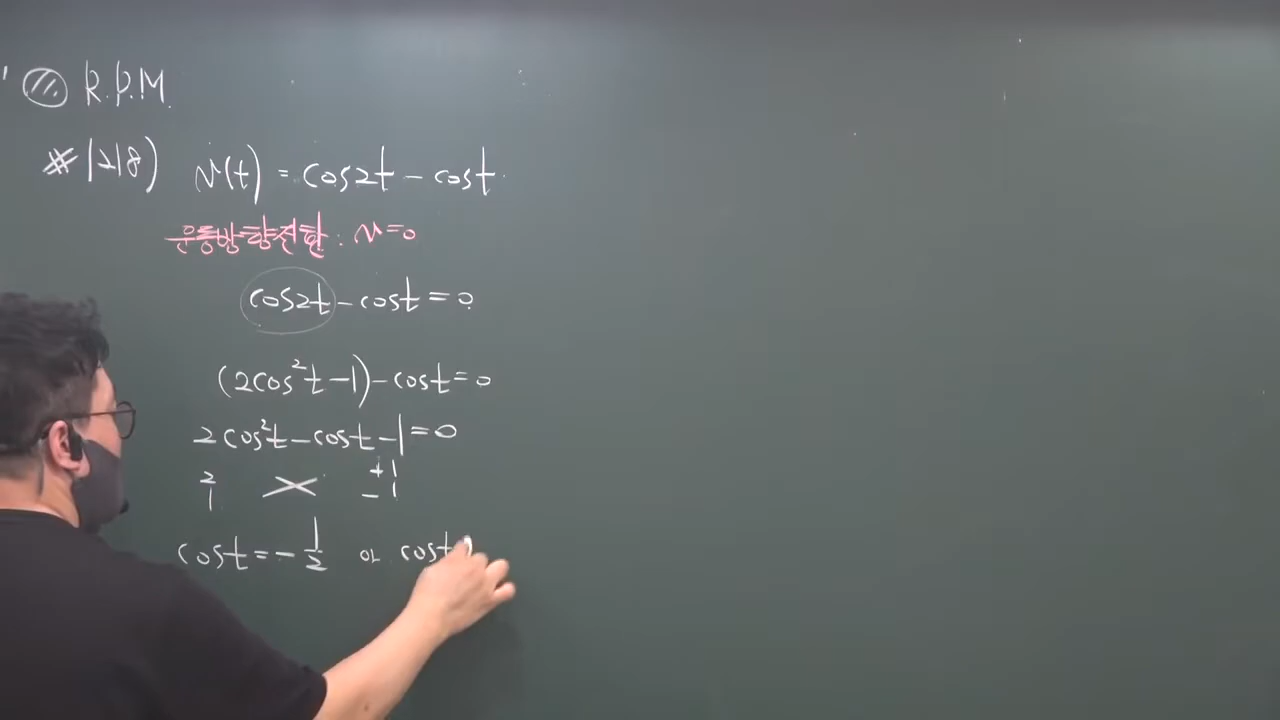 R.P.M.
#1218) v(t) = cos2t - cost.
운동방향전환 : v=0
cos2t - cost = 0
(2cos²t - 1) - cost = 0
2cos²t - cost - 1 = 0
2 +1
1 -1
cost = - 1/2 or cost